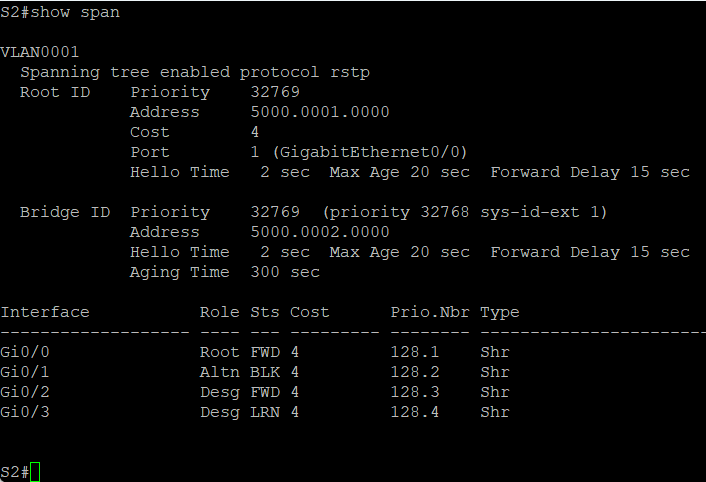 S2#show span
VLAN0001
  Spanning tree enabled protocol rstp
  Root ID    Priority    32769
             Address     5000.0001.0000
             Cost        4
             Port        1 (GigabitEthernet0/0)
             Hello Time   2 sec  Max Age 20 sec  Forward Delay 15 sec
  Bridge ID  Priority    32769  (priority 32768 sys-id-ext 1)
             Address     5000.0002.0000
             Hello Time   2 sec  Max Age 20 sec  Forward Delay 15 sec
             Aging Time  300 sec
Interface           Role Sts Cost      Prio.Nbr Type
------------------- ---- --- --------- -------- -----------------------
Gi0/0               Root FWD 4         128.1    Shr
Gi0/1               Altn BLK 4         128.2    Shr
Gi0/2               Desg FWD 4         128.3    Shr
Gi0/3               Desg LRN 4         128.4    Shr
S2#